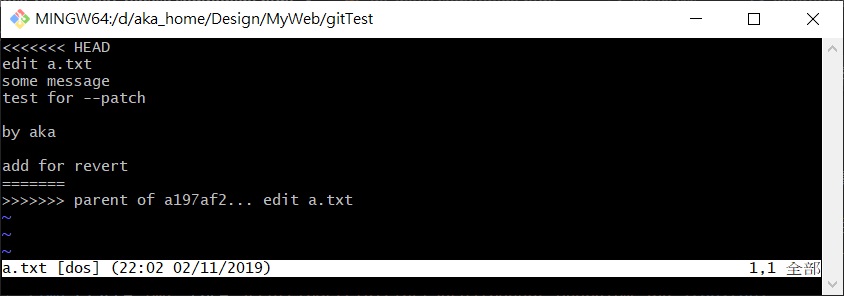 MINGW64:/d/aka_home/Design/MyWeb/gitTest
<<<<<<< HEAD
edit a.txt
some message
test for --patch
by aka
add for revert
=======
>>>>>>> parent of a197af2... edit a.txt
~
~
~
a.txt [dos] (22:02 02/11/2019) 1,1 全部